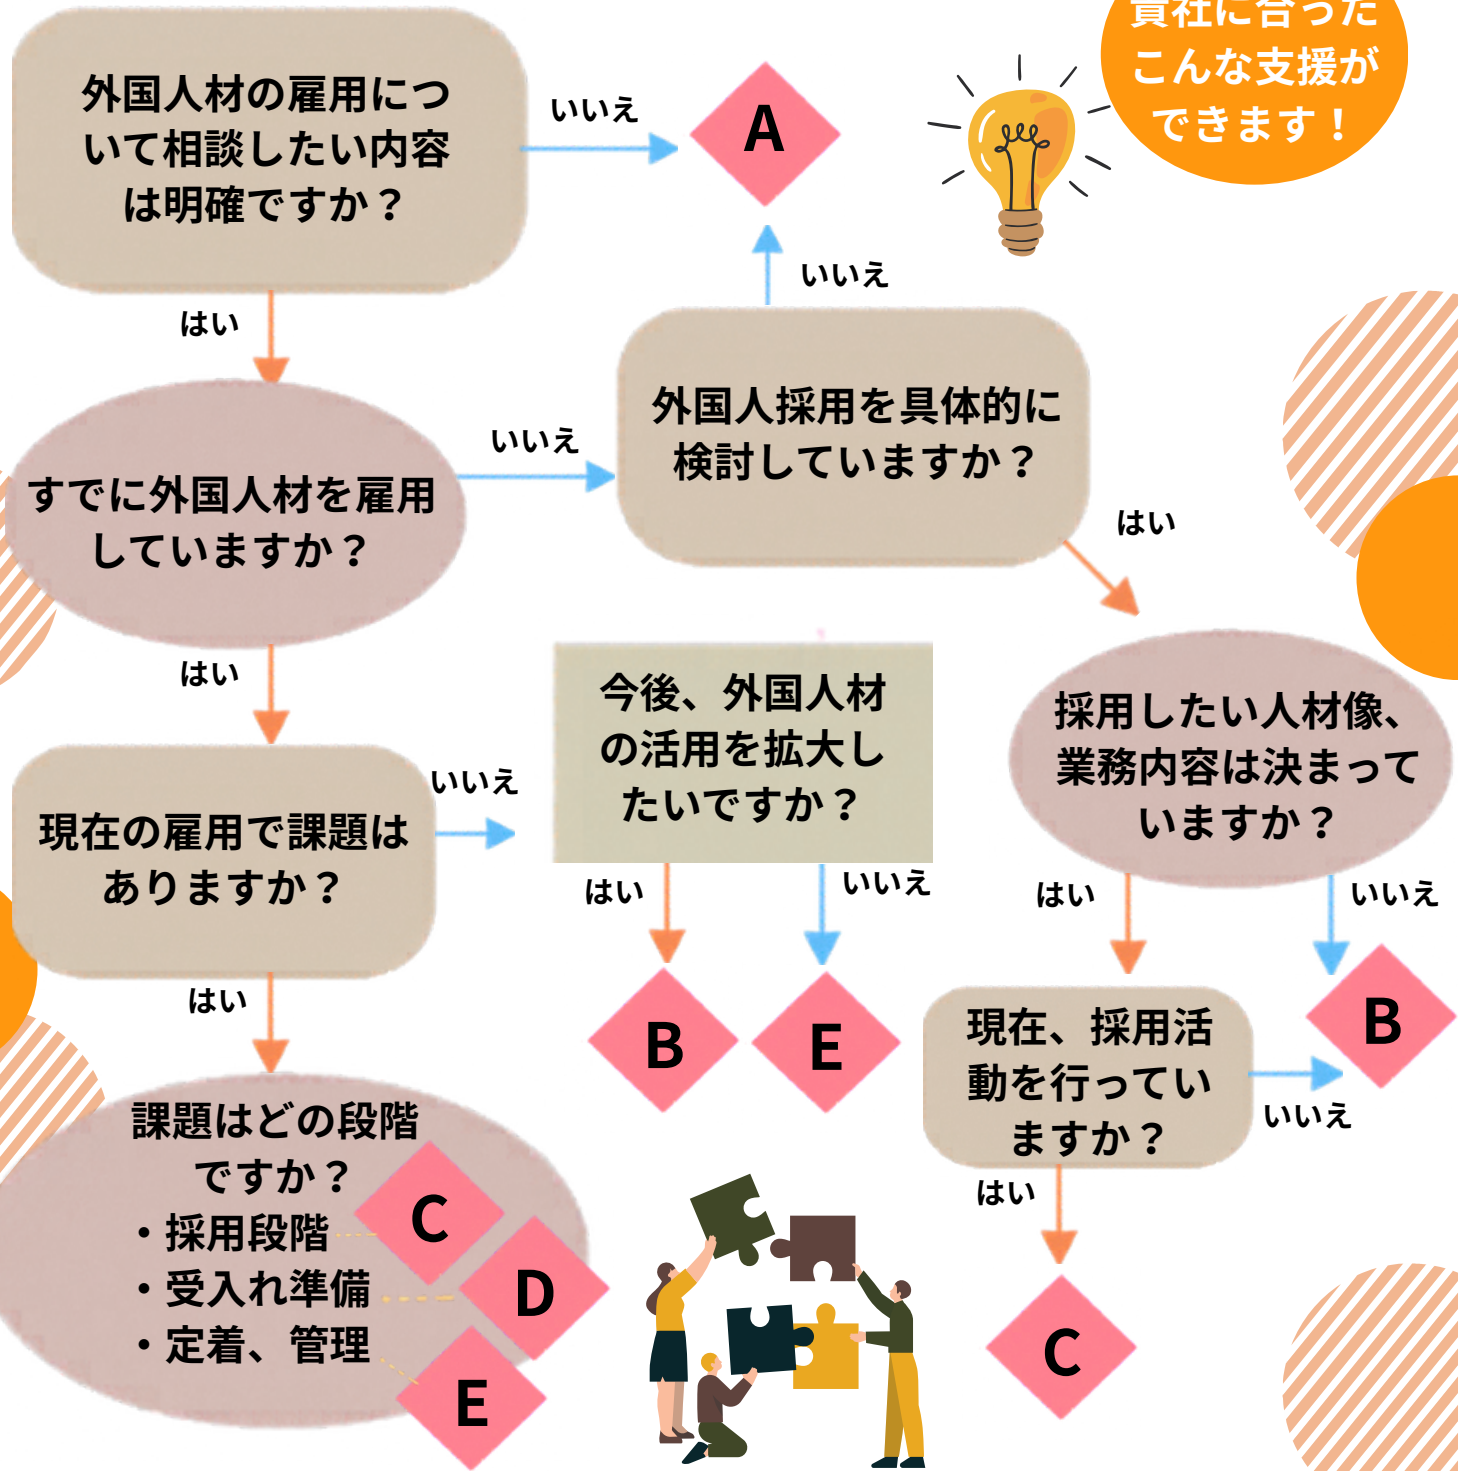 貴社に合った
こんな支援が
できます！
外国人材の雇用につ
いて相談したい内容
は明確ですか？
いいえ
A
はい
いいえ
外国人採用を具体的に
検討していますか？
いいえ
すでに外国人材を雇用
していますか？
はい
はい
今後、外国人材
の活用を拡大し
たいですか？
採用したい人材像、
業務内容は決まって
いますか？
いいえ
現在の雇用で課題は
ありますか？
はい
いいえ
はい
いいえ
はい
B
E
現在、採用活
動を行ってい
ますか？
B
いいえ
はい
C
課題はどの段階
ですか？
・採用段階
C
・受入れ準備
D
・定着、管理
E